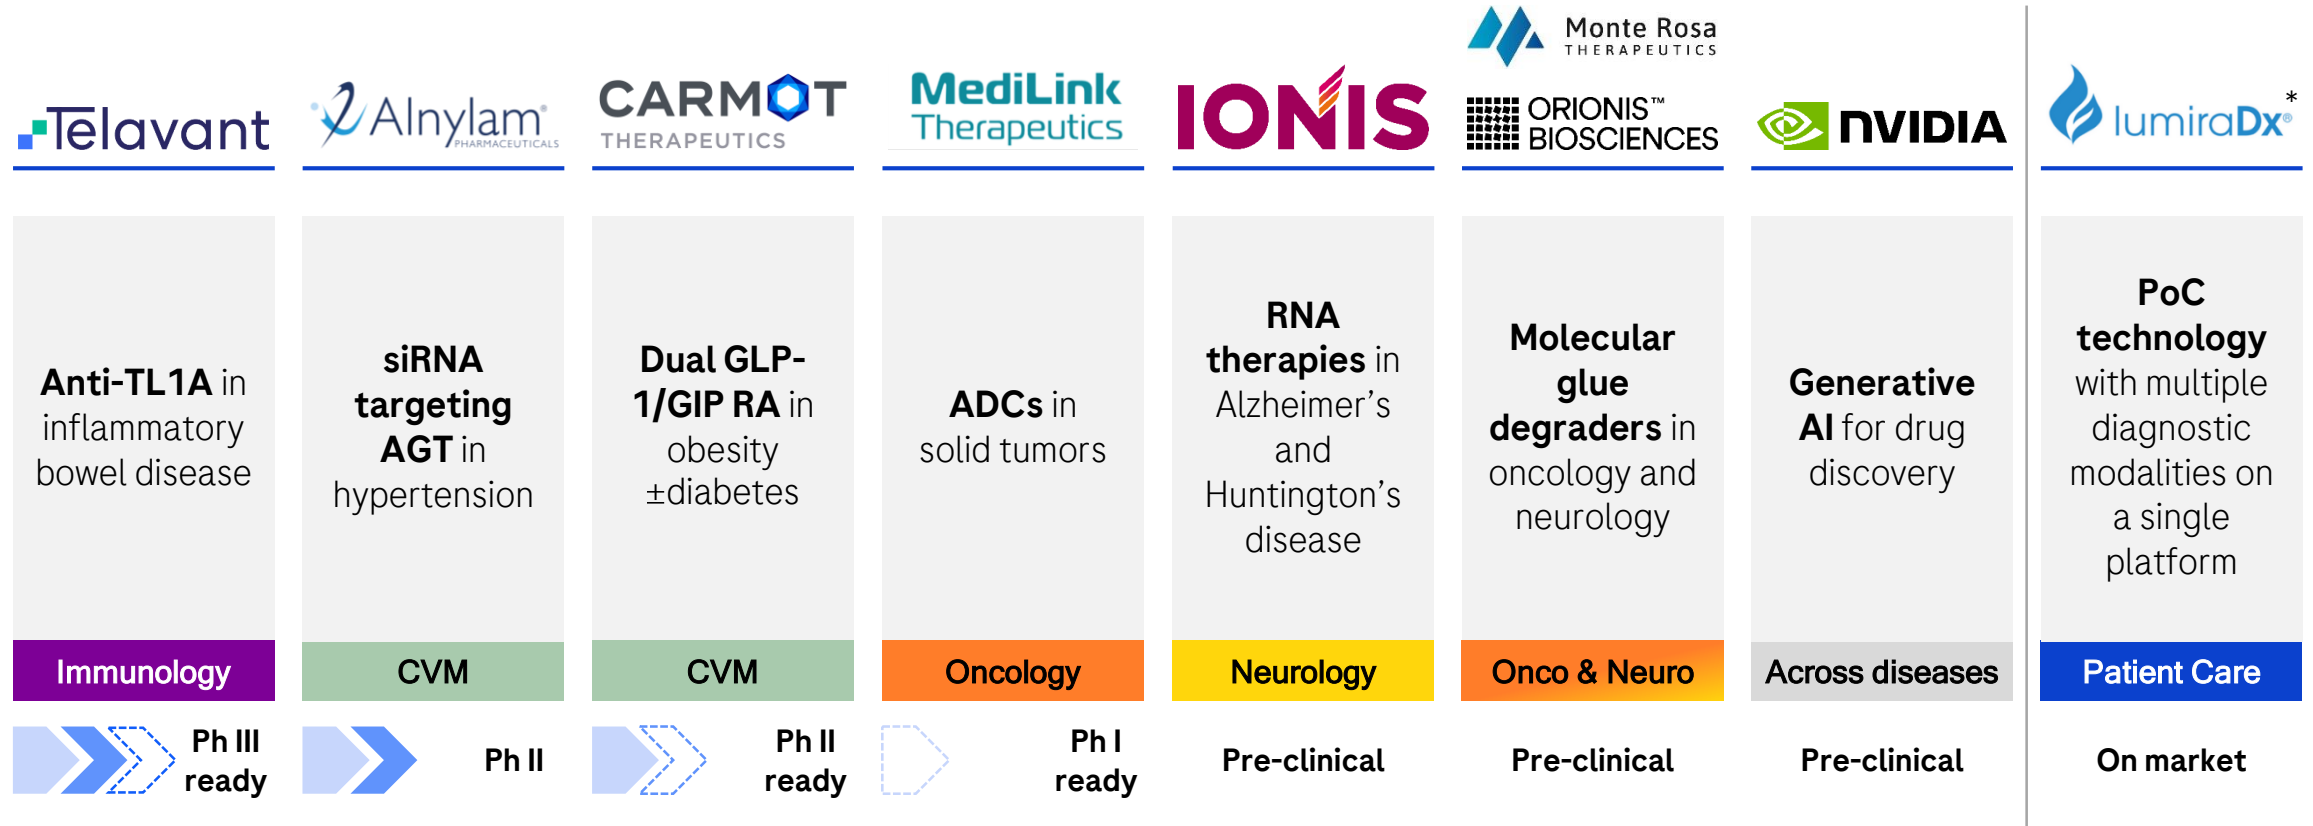 Telavant
Alnylam®
PHARMACEUTICALS
CARMOT
THERAPEUTICS
MediLink
Therapeutics
IONIS
Monte Rosa
THERAPEUTICS
ORIONIS™
BIOSCIENCES
NVIDIA
lumiraDx® *
Anti-TL1A in
inflammatory
bowel disease
siRNA
targeting
AGT in
hypertension
Dual GLP-
1/GIP RA in
obesity
±diabetes
ADCs in
solid tumors
RNA
therapies in
Alzheimer’s
and
Huntington’s
disease
Molecular
glue
degraders in
oncology and
neurology
Generative
AI for drug
discovery
PoC
technology
with multiple
diagnostic
modalities on
a single
platform
Immunology
CVM
CVM
Oncology
Neurology
Onco & Neuro
Across diseases
Patient Care
Ph III
ready
Ph II
Ph II
ready
Ph I
ready
Pre-clinical
Pre-clinical
Pre-clinical
On market